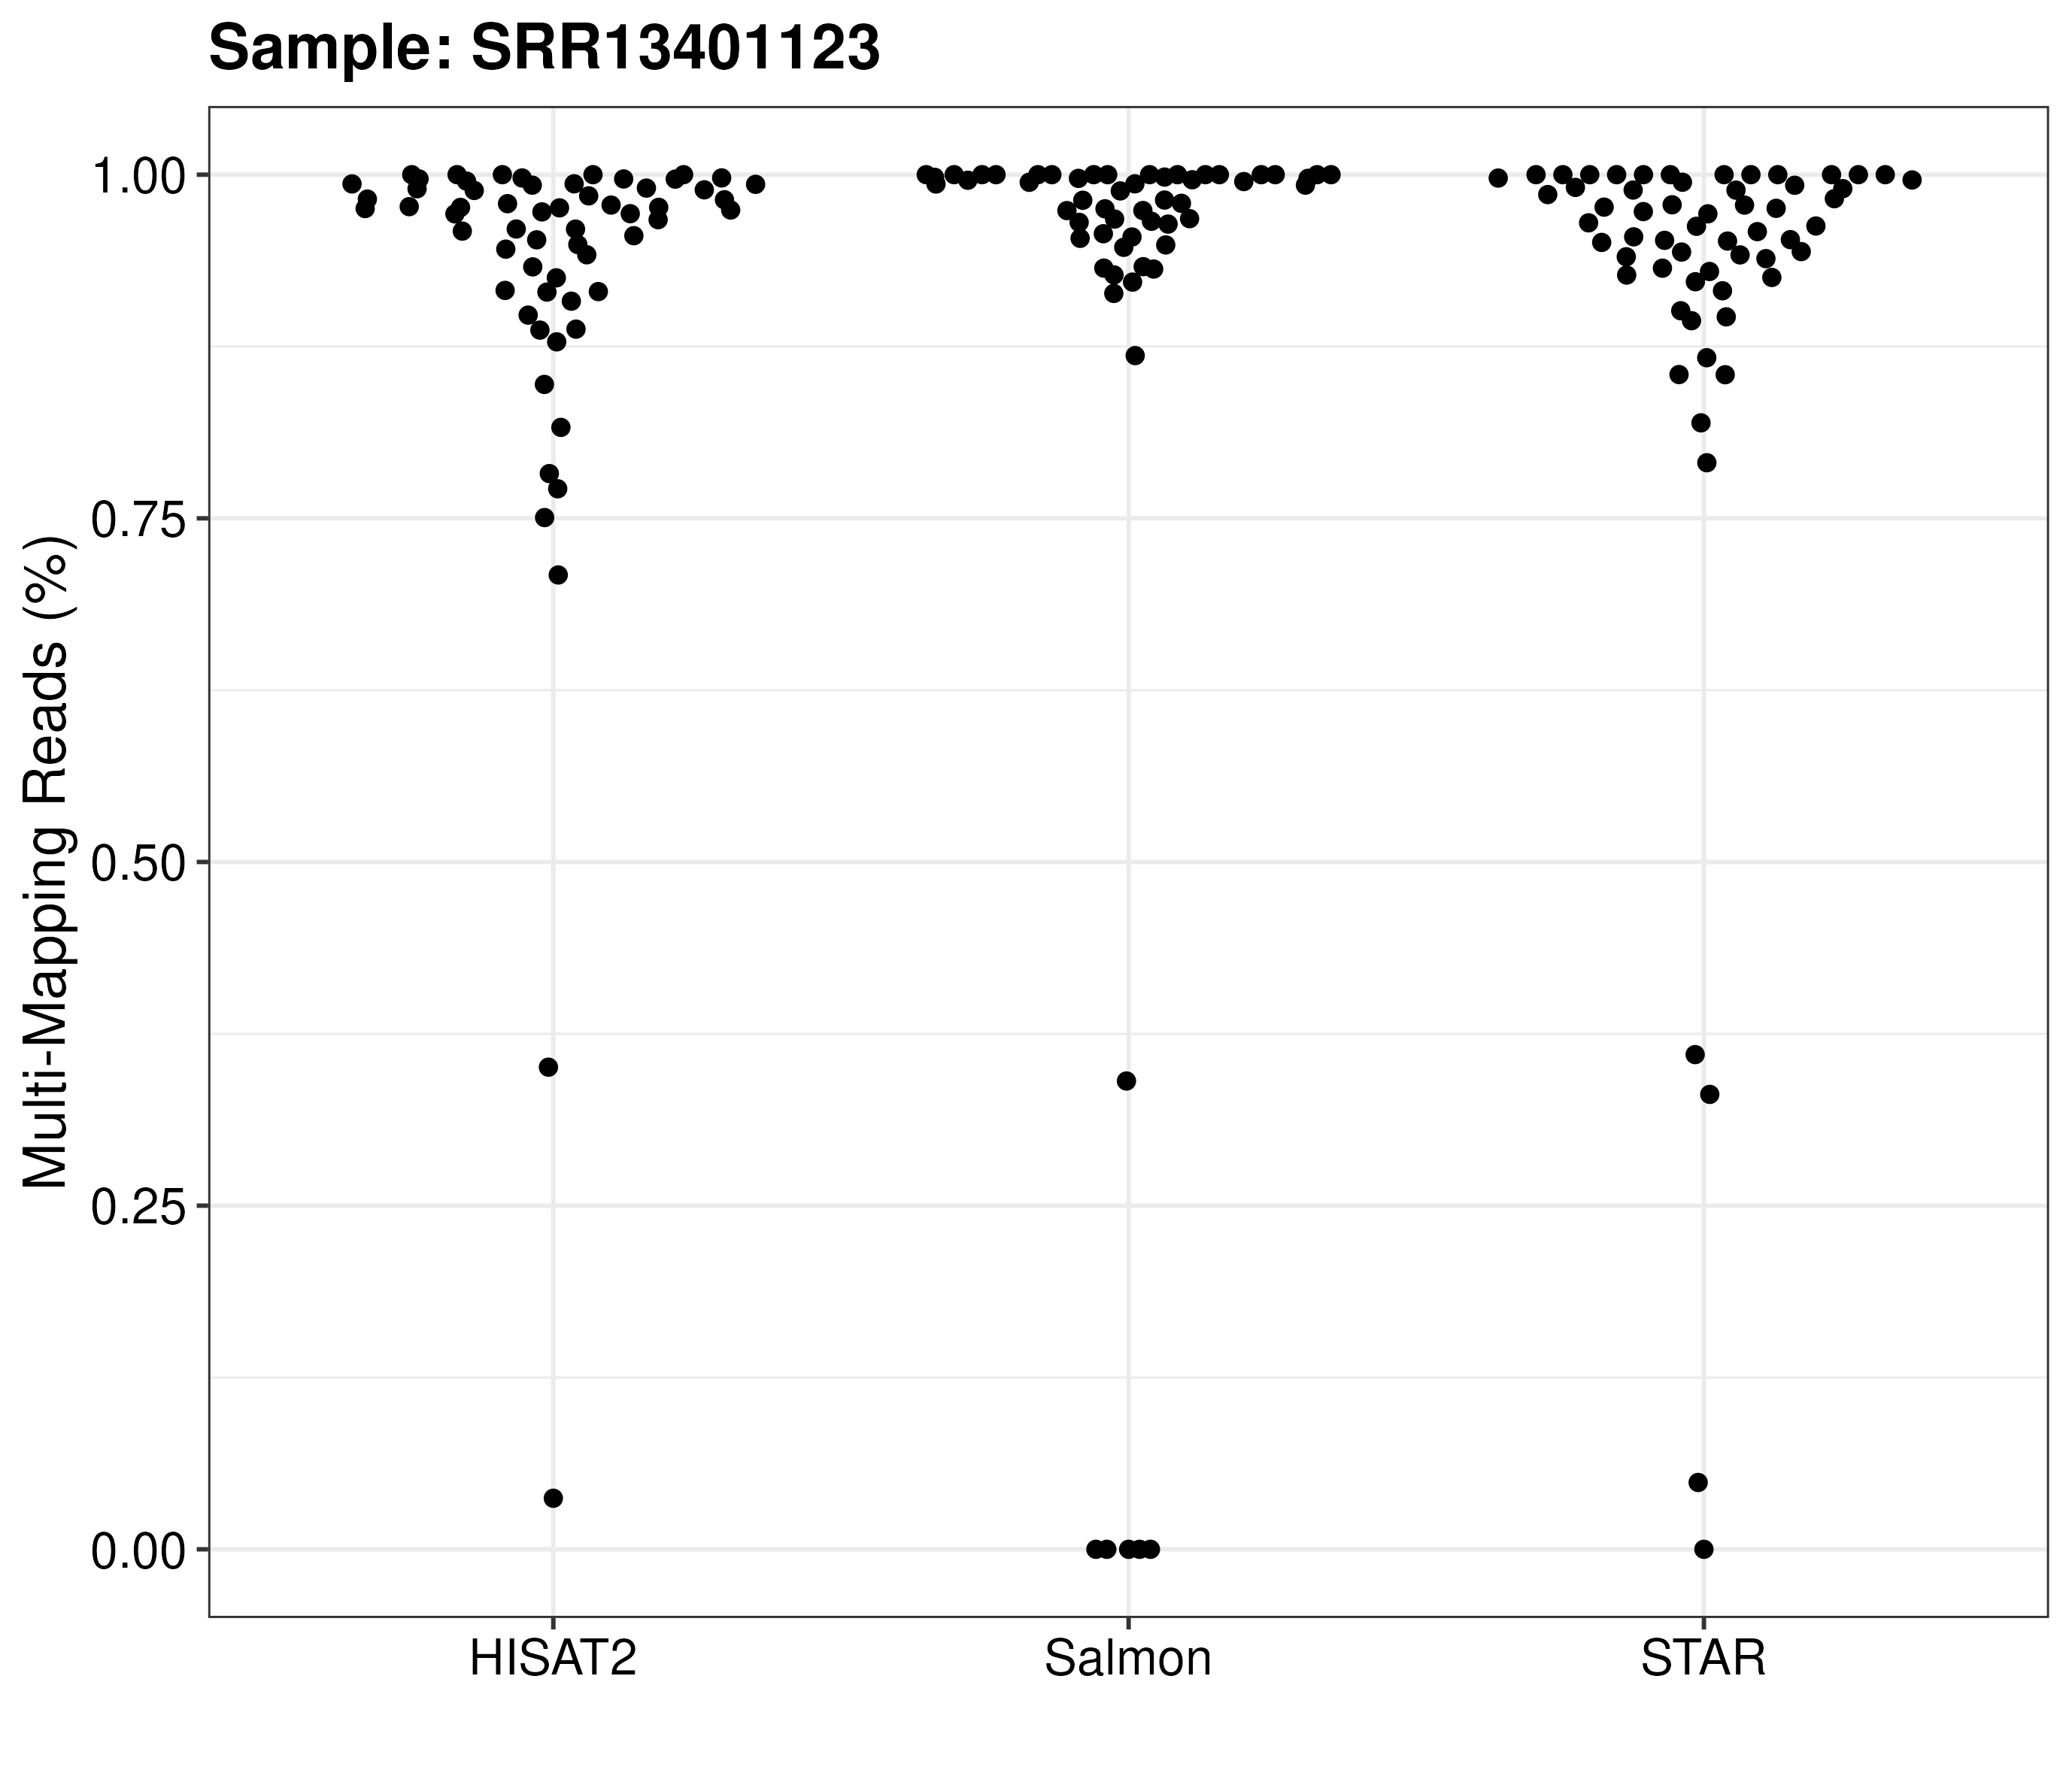 Sample: SRR13401123
Multi-Mapping Reads (%)
1.00
0.75
0.50
0.25
0.00
HISAT2
Salmon
STAR